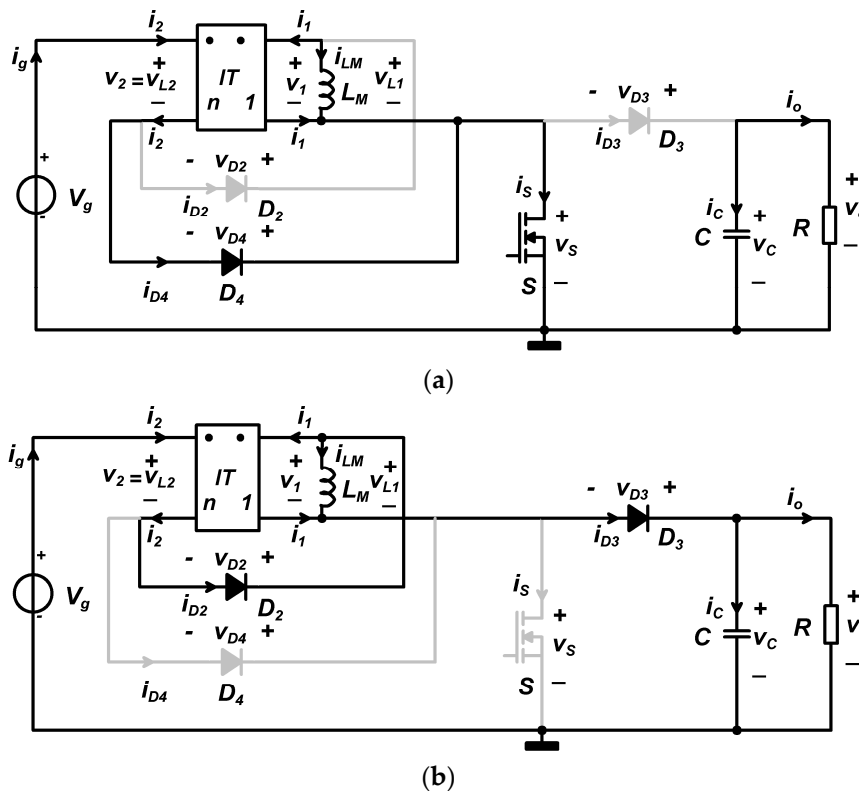 i2 i1
ig v2 = vL2 + − IT n 1 + v1 − iLM LM + vL1 −
i2 i1
- vD3 +
iD3 D3
io
- vD2 +
iD2 D2
- vD4 +
iD4 D4
+ Vg -
iS
+ vS −
S
iC
C + vC −
R + −
(a)
i2 i1
ig v2 = vL2 + − IT n 1 + v1 − iLM LM + vL1 −
i2 i1
- vD3 +
iD3 D3
io
- vD2 +
iD2 D2
- vD4 +
iD4 D4
+ Vg -
iS
+ vS −
S
iC
C + vC −
R + v −
(b)